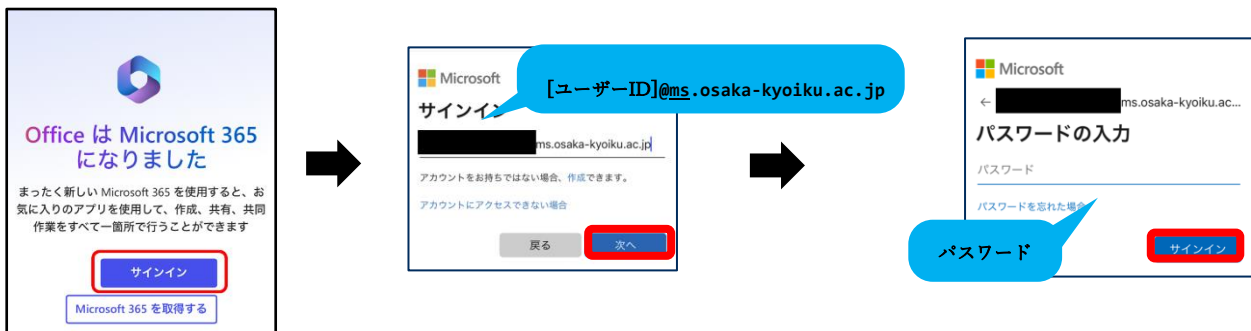 Office は Microsoft 365
になりました
まったく新しい Microsoft 365 を使用すると、お
気に入りのアプリを使用して、作成、共有、共同
作業をすべて一箇所で行うことができます
サインイン
Microsoft 365 を取得する
Microsoft
サインイン
ms.osaka-kyoiku.ac.jp
アカウントをお持ちではない場合、作成できます。
アカウントにアクセスできない場合
戻る
次へ
[ユーザーID]@ms.osaka-kyoiku.ac.jp
Microsoft
← ms.osaka-kyoiku.ac...
パスワードの入力
パスワード
パスワードを忘れた場合
サインイン
パスワード